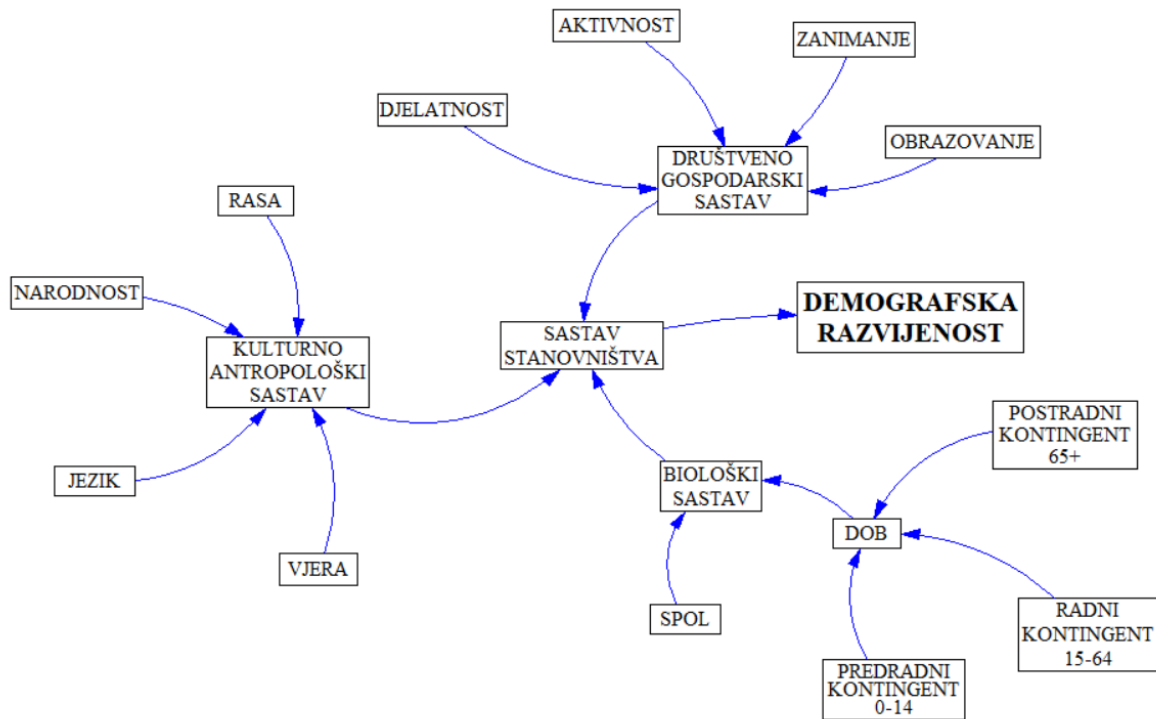 AKTIVNOST
ZANIMANJE
DJELATNOST
OBRAZOVANJE
DRUŠTVENO
GOSPODARSKI
SASTAV
RASA
NARODNOST
DEMOGRAFSKA
RAZVIJENOST
SASTAV
STANOVNIŠTVA
KULTURNO
ANTROPOLOŠKI
SASTAV
POSTRADNI
KONTINGENT
65+
JEZIK
BIOLOŠKI
SASTAV
DOB
VJERA
SPOL
RADNI
KONTINGENT
15-64
PREDRADNI
KONTINGENT
0-14